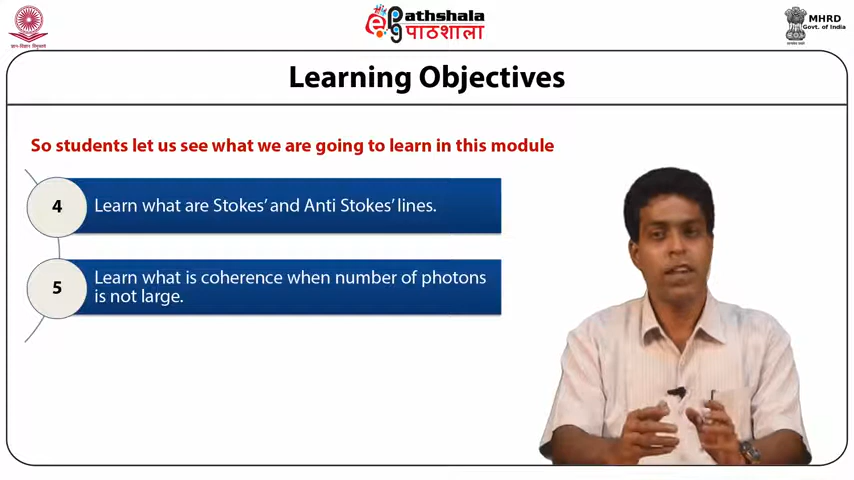 ePathshala
पाठशाला
MHRD
Govt. of India
Learning Objectives
So students let us see what we are going to learn in this module
4
Learn what are Stokes' and Anti Stokes' lines.
5
Learn what is coherence when number of photons
is not large.